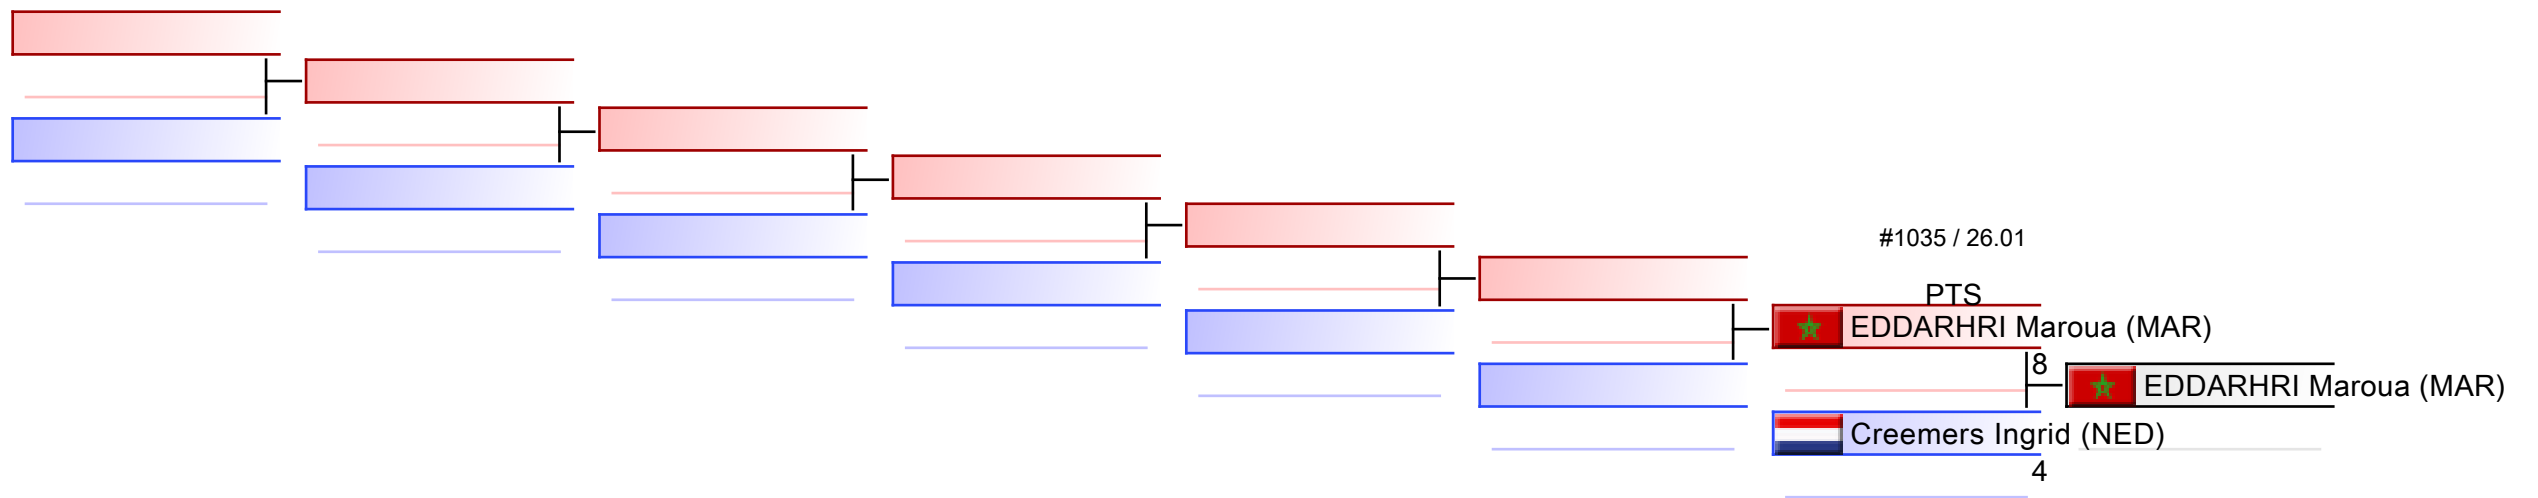 #1035 / 26.01
PTS
EDDARHRI Maroua (MAR)
8
EDDARHRI Maroua (MAR)
Creemers Ingrid (NED)
4